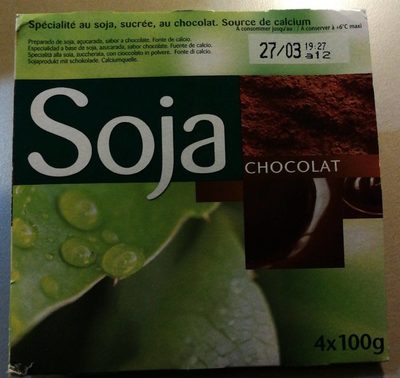 Spécialité au soja, sucrée, au chocolat. Source de calcium
A consommer jusqu'au : / A conserver à +6°C maxi
Preparado de soja, açucarada, sabor a chocolate. Fonte de calcio.
Especialidad a base de soja, azucarada, sabor chocolate. Fuente de calcio.
Specialità alla soia, zuccherata, con cioccolato in polvere. Fonte di calcio.
Sojaprodukt mit schokolade. Calciumquelle.
27/03 19:27
a12
Soja
CHOCOLAT
4x100g